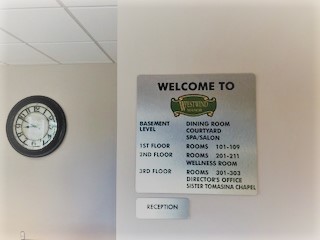 WELCOME TO
WESTWIND
BASEMENT DINING ROOM
LEVEL COURTYARD
SPA/SALON
1ST FLOOR ROOMS 101-109
2ND FLOOR ROOMS 201-211
WELLNESS ROOM
3RD FLOOR ROOMS 301-303
DIRECTOR'S OFFICE
SISTER TOMASINA CHAPEL
RECEPTION